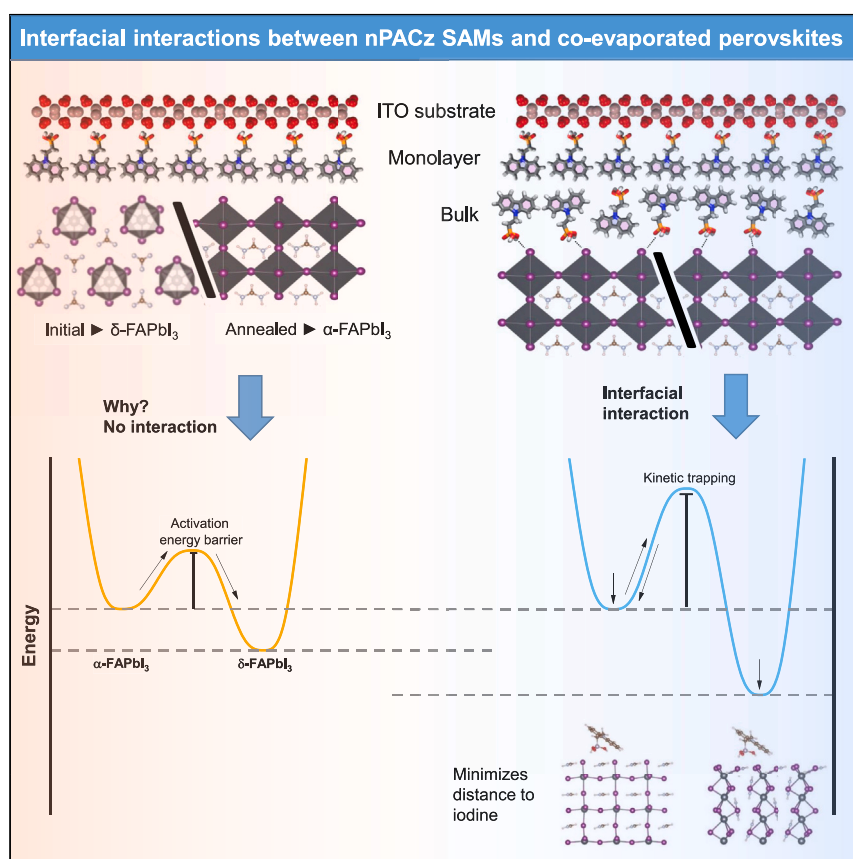 Interfacial interactions between nPACz SAMs and co-evaporated perovskites
ITO substrate
Monolayer
Bulk
Initial ► δ-FAPbI₃
Annealed ► α-FAPbI₃
Why?
No interaction
Interfacial
interaction
Kinetic trapping
Activation
energy barrier
Energy
α-FAPbI₃
δ-FAPbI₃
Minimizes
distance to
iodine